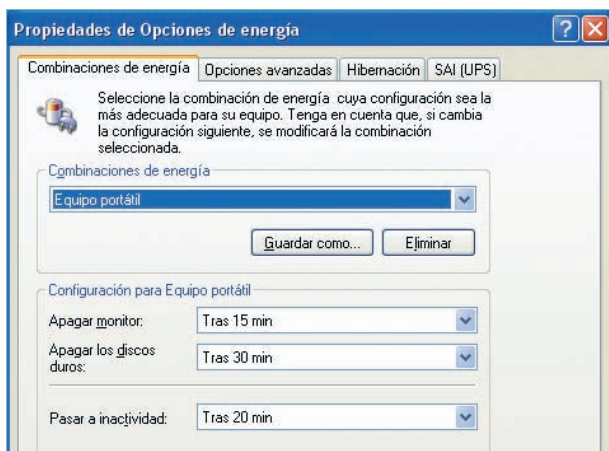 Propiedades de Opciones de energía
Combinaciones de energía
Opciones avanzadas
Hibernación
SAI (UPS)
Seleccione la combinación de energía cuya configuración sea la
más adecuada para su equipo. Tenga en cuenta que, si cambia
la configuración siguiente, se modificará la combinación
seleccionada.
Combinaciones de energía
Equipo portátil
Guardar como...
Eliminar
Configuración para Equipo portátil
Apagar monitor:
Tras 15 min
Apagar los discos
duros:
Tras 30 min
Pasar a inactividad:
Tras 20 min